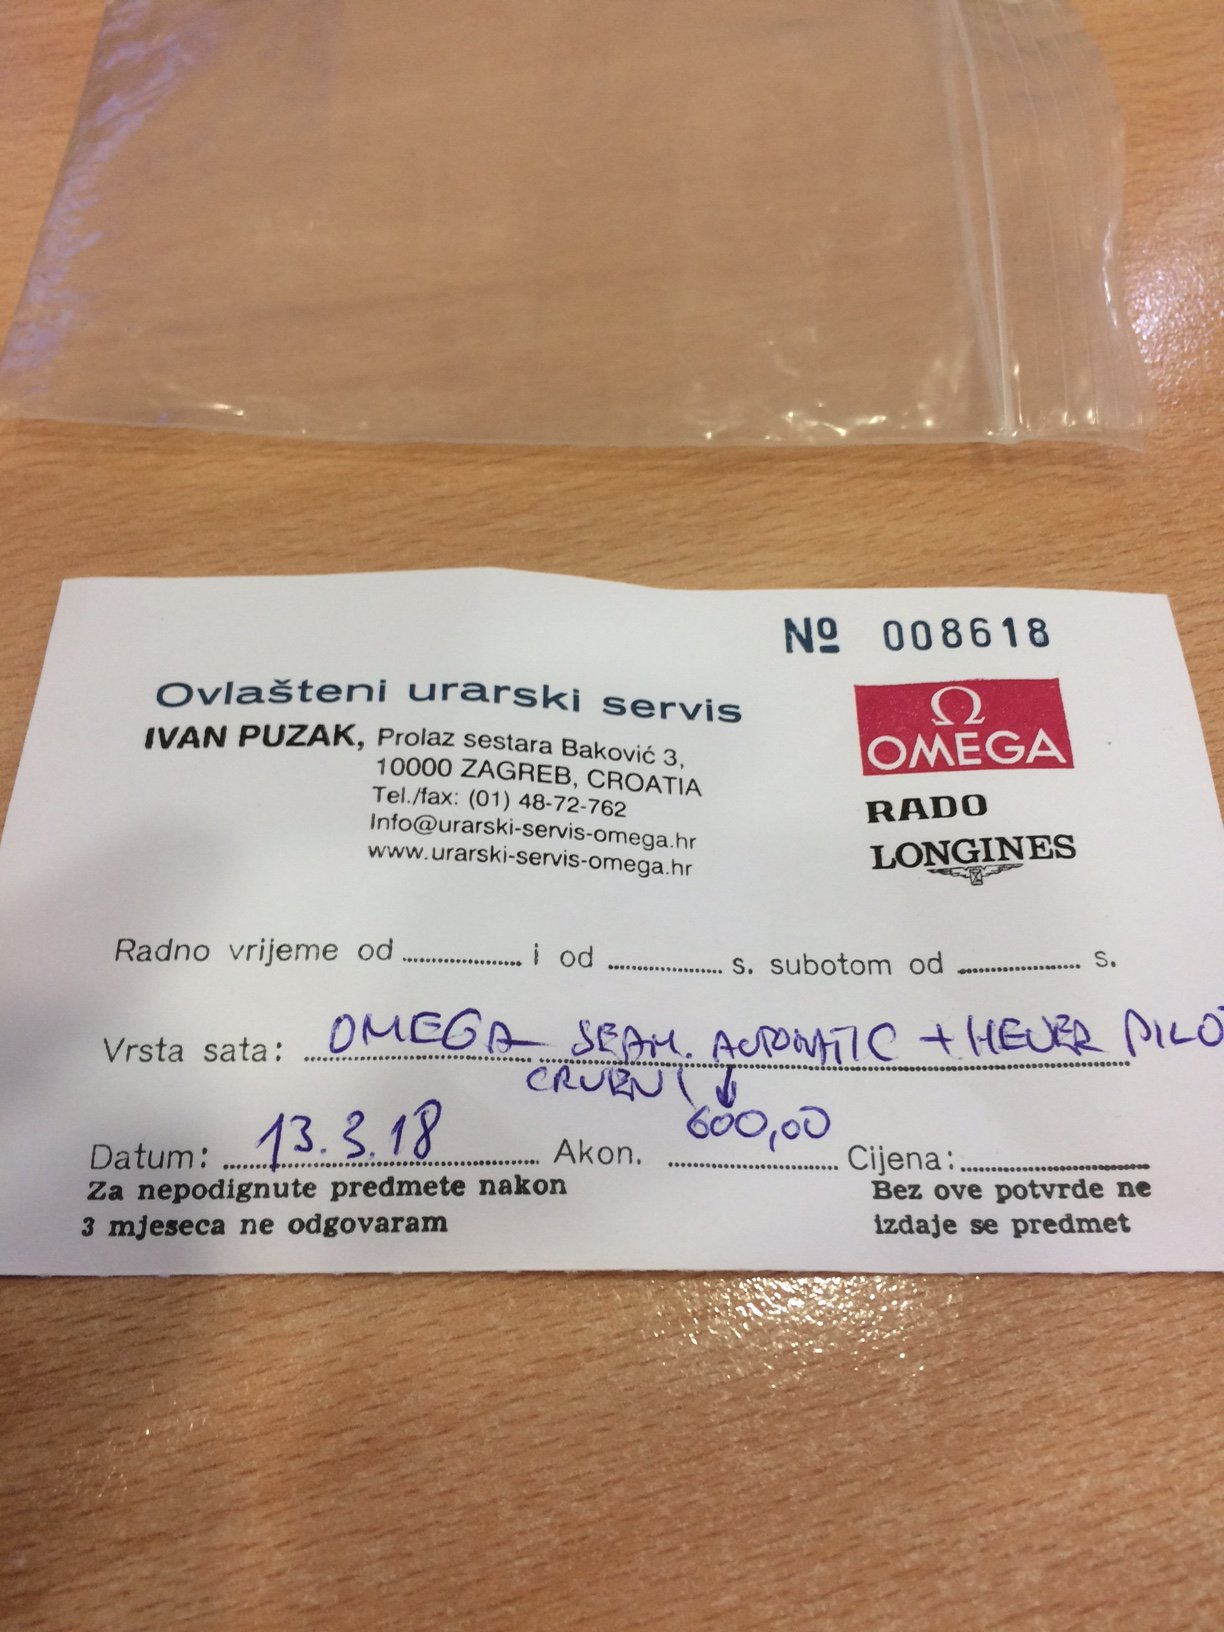 Nº 008618
Ovlašteni urarski servis
IVAN PUZAK, Prolaz sestara Baković 3,
10000 ZAGREB, CROATIA
Tel./fax: (01) 48-72-762
Info@urarski-servis-omega.hr
www.urarski-servis-omega.hr
Ω
OMEGA
RADO
LONGINES
Radno vrijeme od ........ i od ........ s. subotom od ........ s.
Vrsta sata: OMEGA SEAM. AUTOMATIC + HEUER PILOT
CRVENI ↓
600,00
Datum: 13.3.18 Akon. ........ Cijena: ........
Za nepodignute predmete nakon
3 mjeseca ne odgovaram
Bez ove potvrde ne
izdaje se predmet